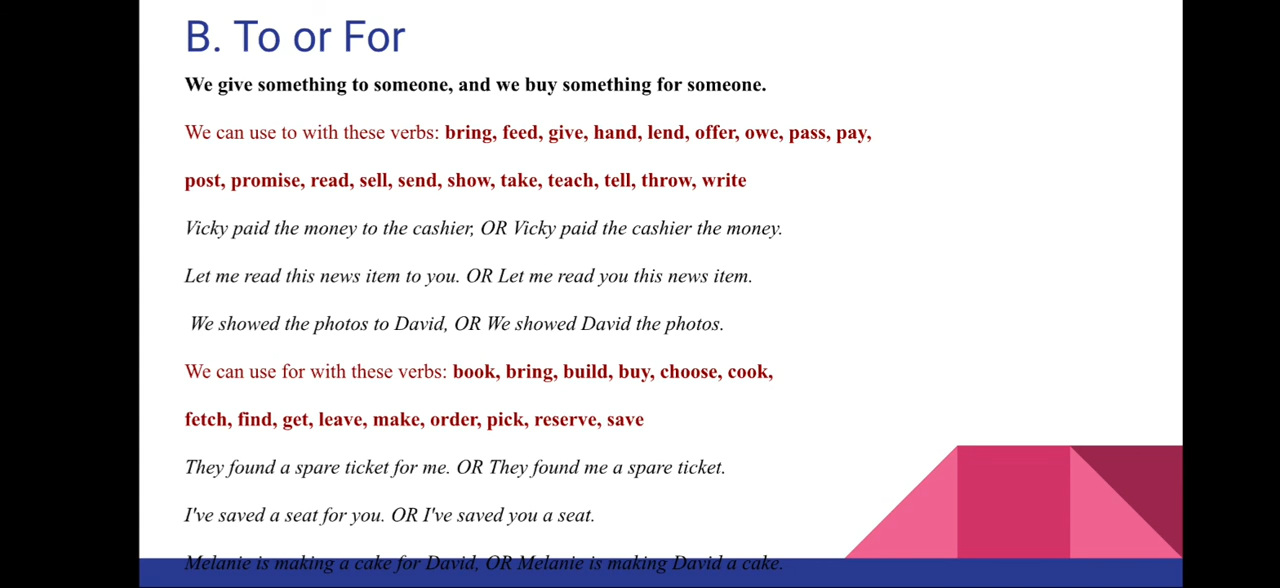 B. To or For
We give something to someone, and we buy something for someone.
We can use to with these verbs: bring, feed, give, hand, lend, offer, owe, pass, pay,
post, promise, read, sell, send, show, take, teach, tell, throw, write
Vicky paid the money to the cashier, OR Vicky paid the cashier the money.
Let me read this news item to you. OR Let me read you this news item.
We showed the photos to David, OR We showed David the photos.
We can use for with these verbs: book, bring, build, buy, choose, cook,
fetch, find, get, leave, make, order, pick, reserve, save
They found a spare ticket for me. OR They found me a spare ticket.
I've saved a seat for you. OR I've saved you a seat.
Melanie is making a cake for David, OR Melanie is making David a cake.